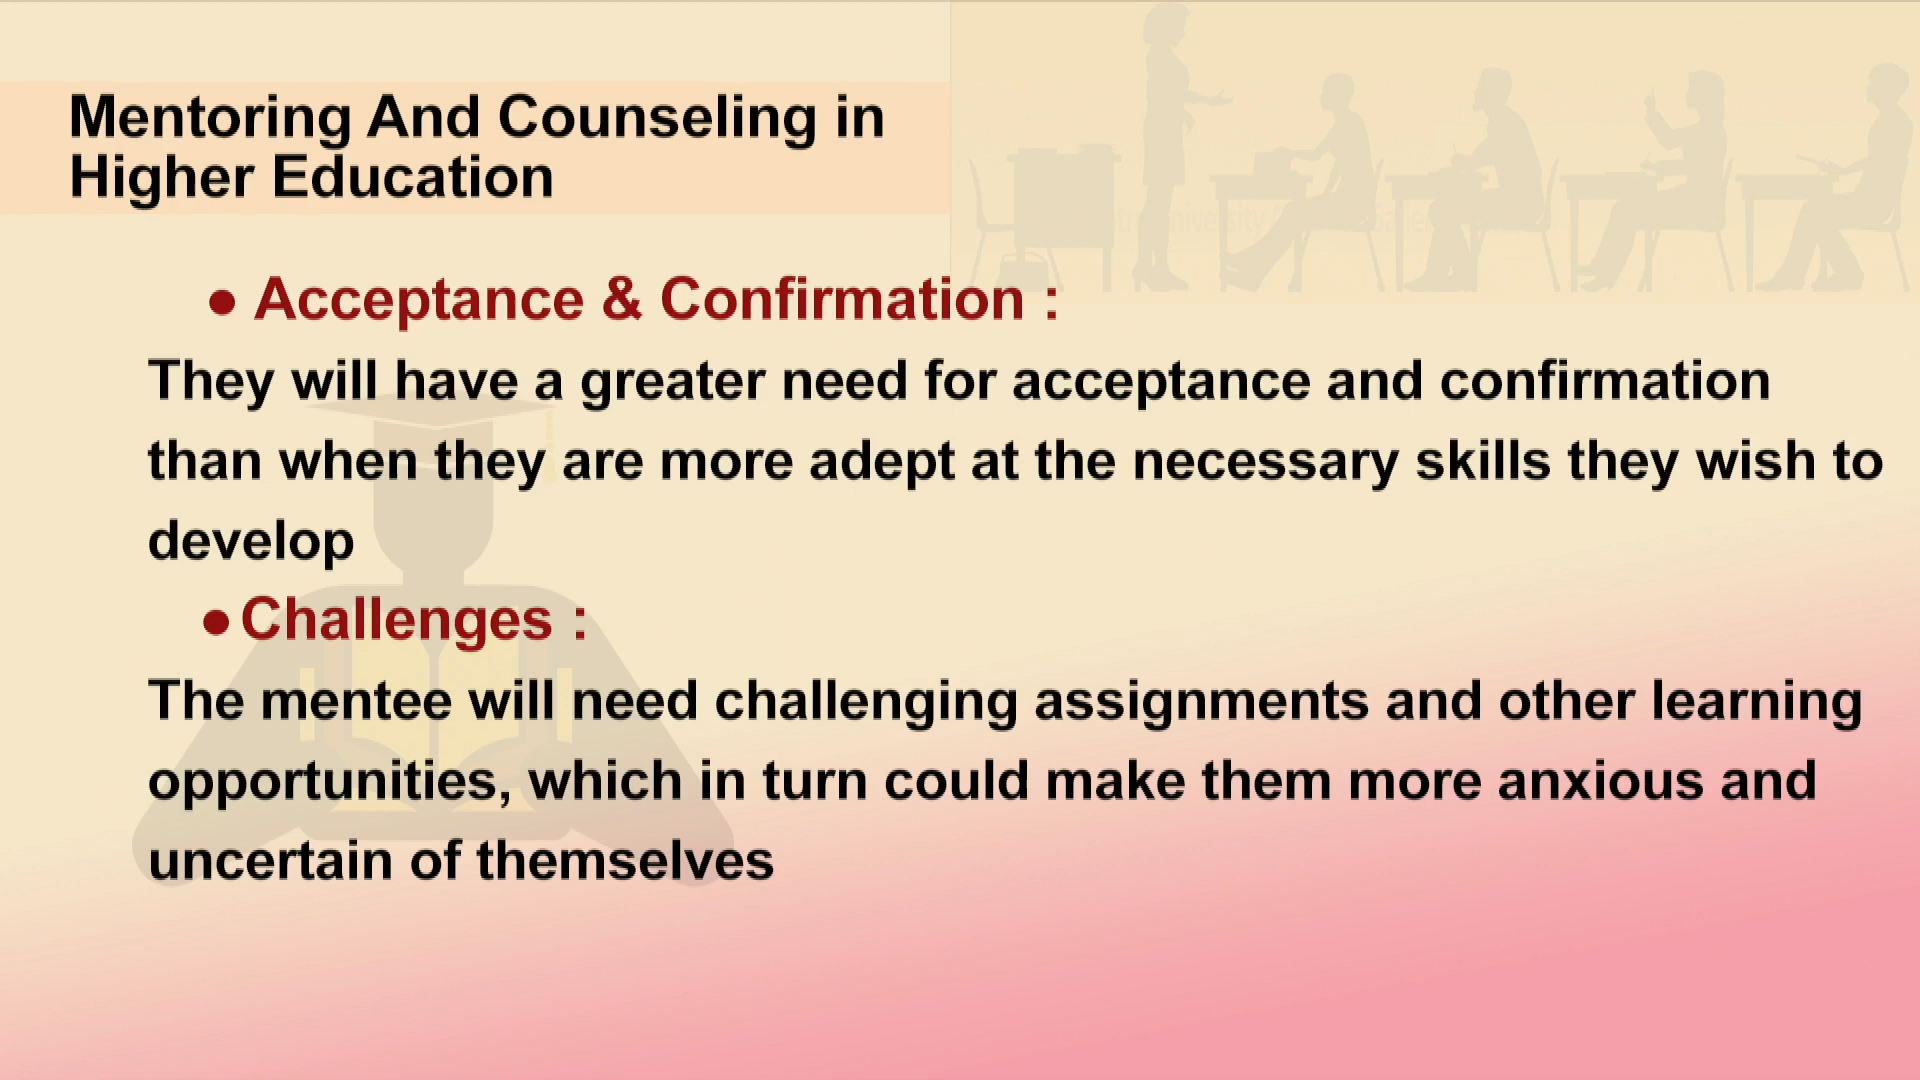 Mentoring And Counseling in
Higher Education
● Acceptance & Confirmation :
They will have a greater need for acceptance and confirmation
than when they are more adept at the necessary skills they wish to
develop
● Challenges :
The mentee will need challenging assignments and other learning
opportunities, which in turn could make them more anxious and
uncertain of themselves